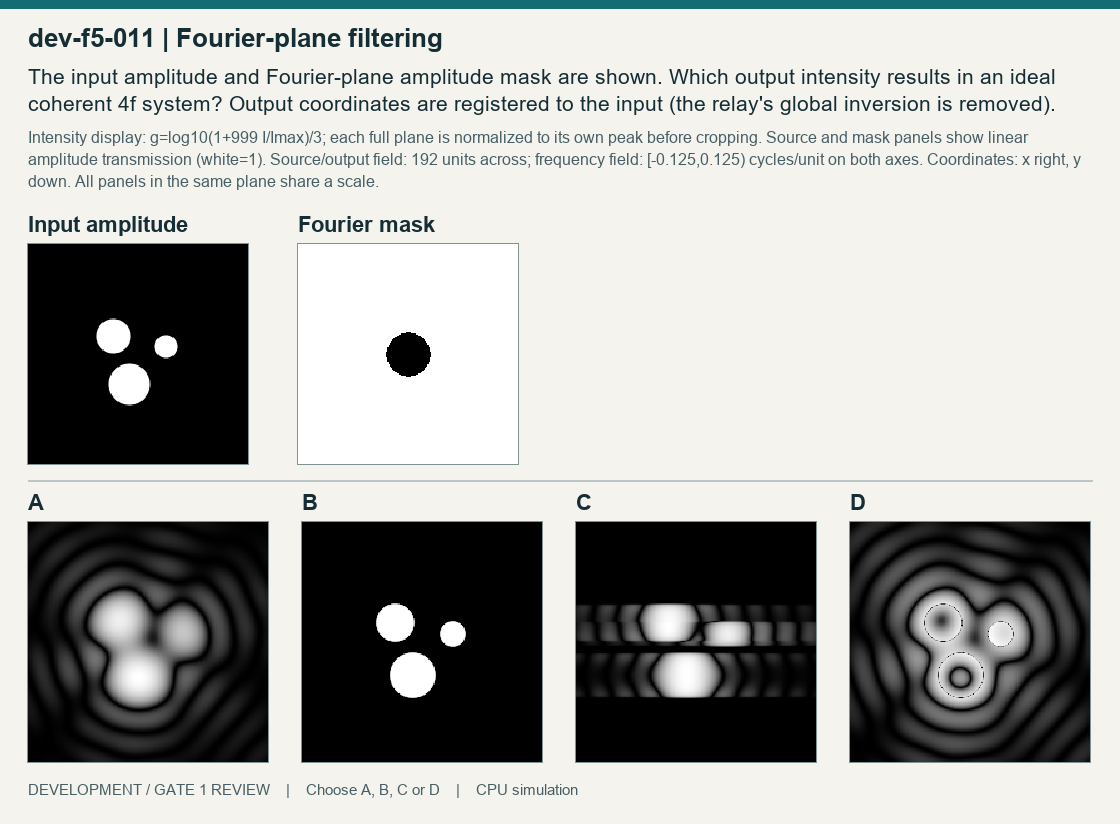 dev-f5-011 | Fourier-plane filtering
The input amplitude and Fourier-plane amplitude mask are shown. Which output intensity results in an ideal
coherent 4f system? Output coordinates are registered to the input (the relay's global inversion is removed).
Intensity display: g=log10(1+999 I/Imax)/3; each full plane is normalized to its own peak before cropping. Source and mask panels show linear
amplitude transmission (white=1). Source/output field: 192 units across; frequency field: [-0.125,0.125) cycles/unit on both axes. Coordinates: x right, y
down. All panels in the same plane share a scale.
Input amplitude Fourier mask
A B C D
DEVELOPMENT / GATE 1 REVIEW | Choose A, B, C or D | CPU simulation